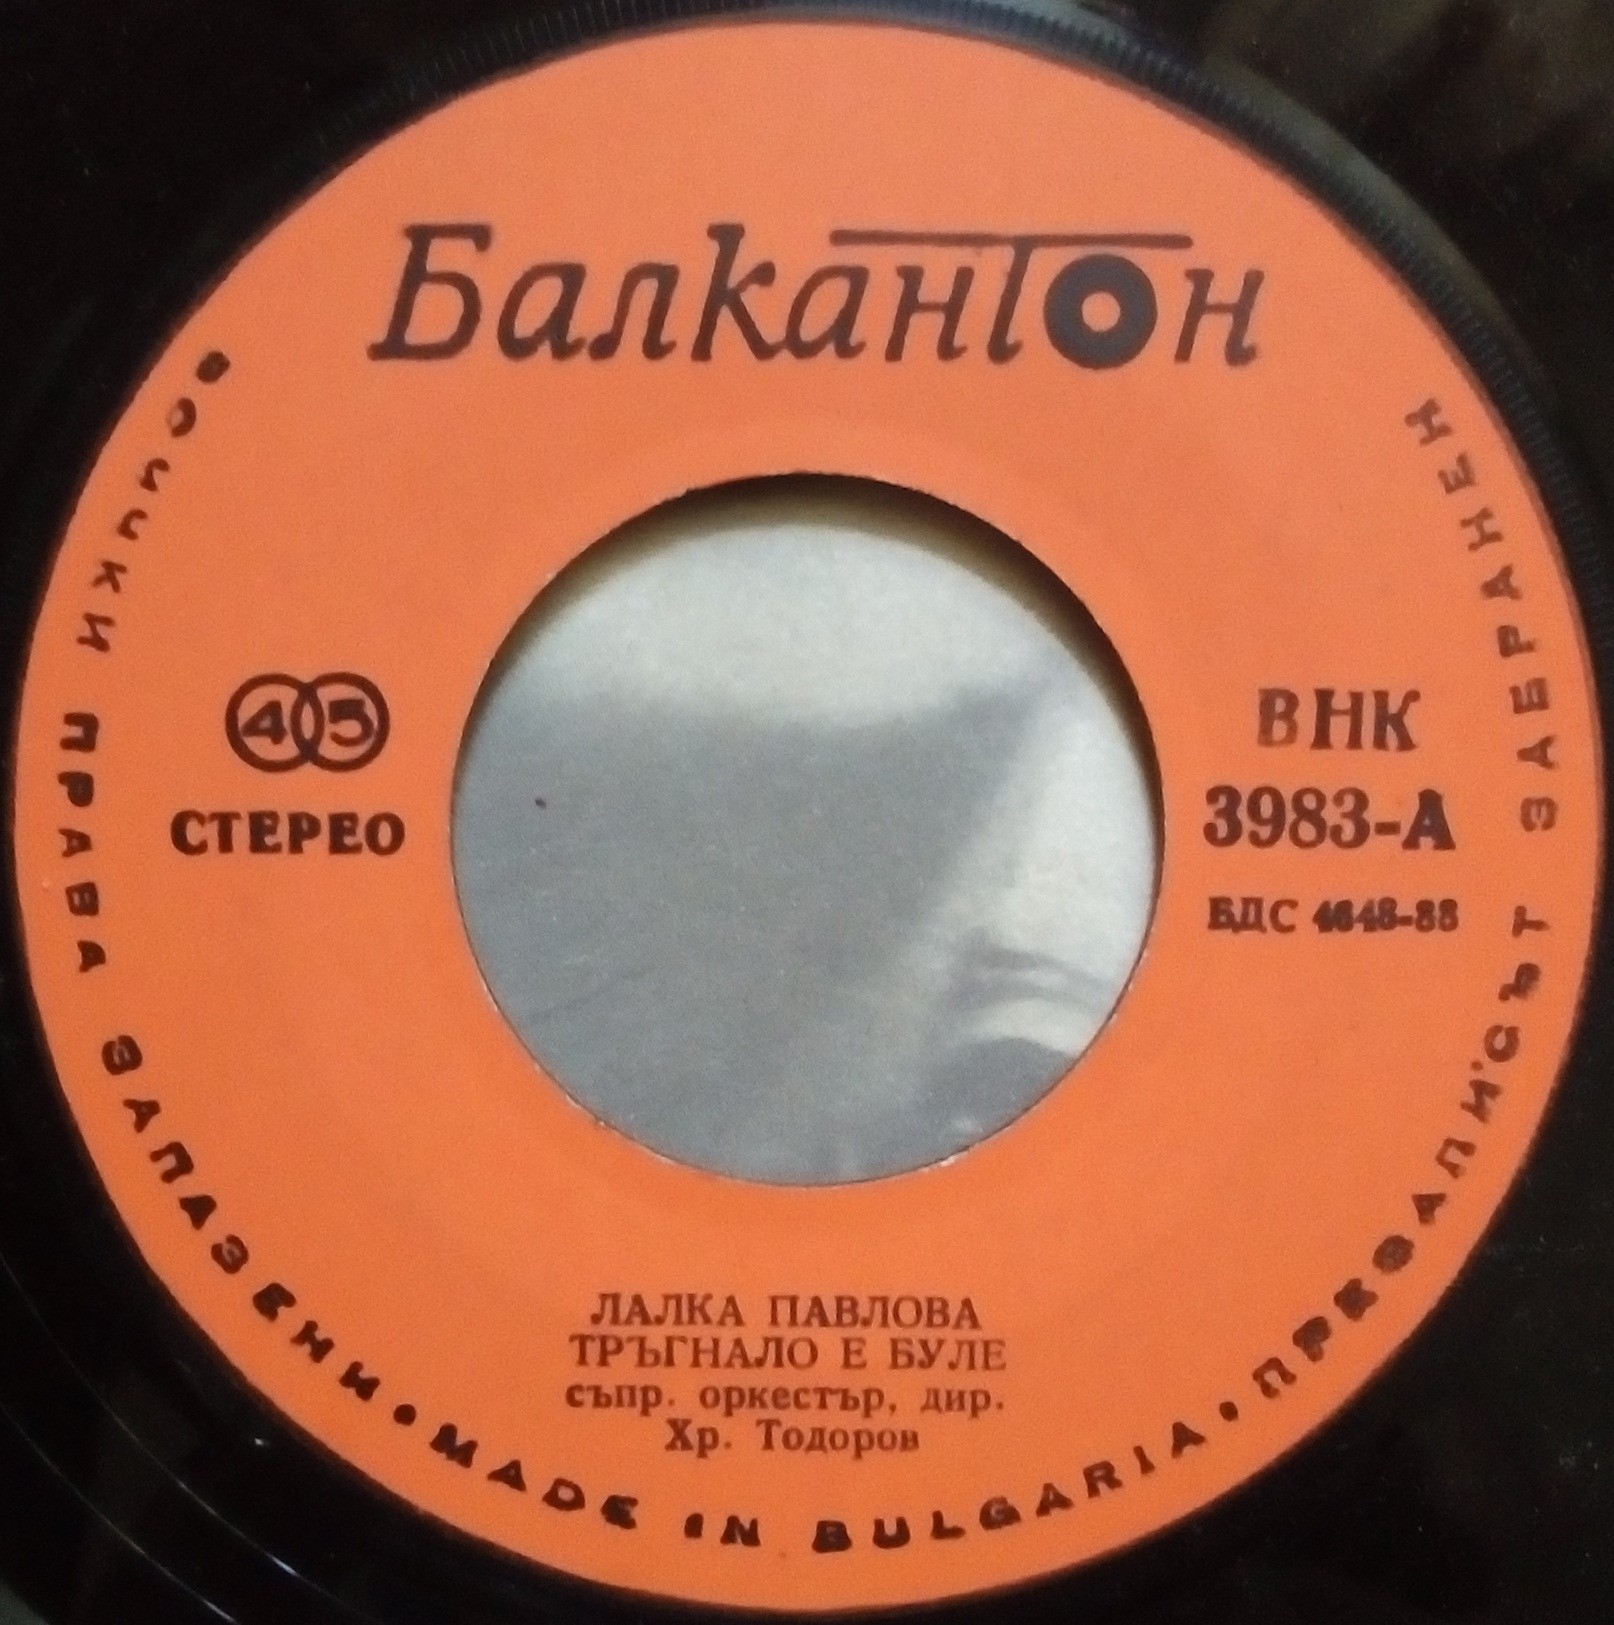 Балкантон
45
СТЕРЕО
ВНК
3983-А
БДС 4648-88
ЛАЛКА ПАВЛОВА
ТРЪГНАЛО Е БУЛЕ
съпр. оркестър, дир.
Хр. Тодоров
ВСИЧКИ ПРАВА ЗАПАЗЕНИ • MADE IN BULGARIA • ПРЕЗАПИСЪТ ЗАБРАНЕН